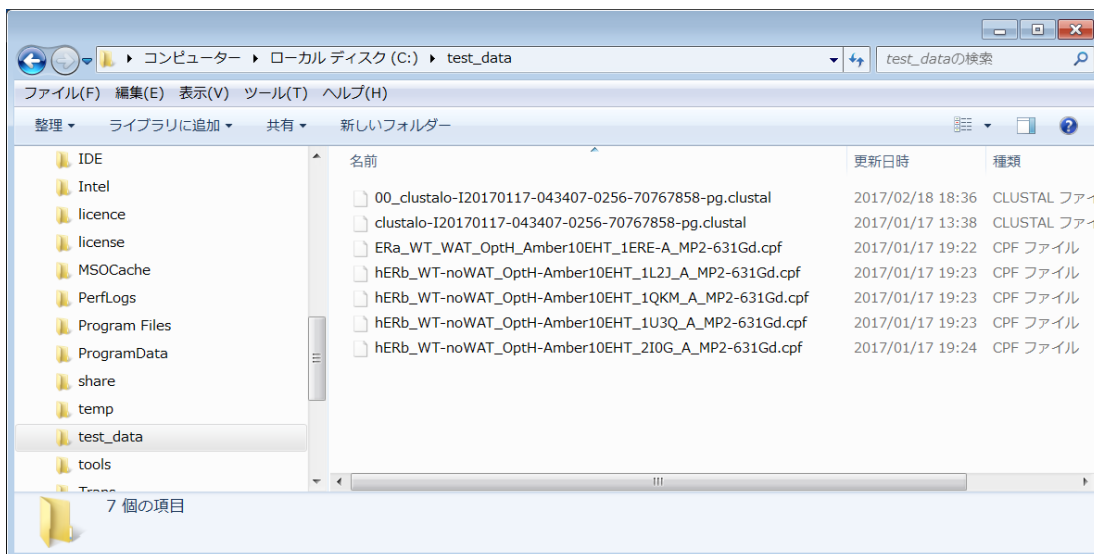 コンピューター ▸ ローカル ディスク (C:) ▸ test_data test_dataの検索
ファイル(F) 編集(E) 表示(V) ツール(T) ヘルプ(H)
整理 ライブラリに追加 共有 新しいフォルダー
IDE
Intel
licence
license
MSOCache
PerfLogs
Program Files
ProgramData
share
temp
test_data
tools
Trans
名前 更新日時 種類
00_clustalo-I20170117-043407-0256-70767858-pg.clustal 2017/02/18 18:36 CLUSTAL ファイ
clustalo-I20170117-043407-0256-70767858-pg.clustal 2017/01/17 13:38 CLUSTAL ファイ
ERa_WT_WAT_OptH_Amber10EHT_1ERE-A_MP2-631Gd.cpf 2017/01/17 19:22 CPF ファイル
hERb_WT-noWAT_OptH-Amber10EHT_1L2J_A_MP2-631Gd.cpf 2017/01/17 19:23 CPF ファイル
hERb_WT-noWAT_OptH-Amber10EHT_1QKM_A_MP2-631Gd.cpf 2017/01/17 19:23 CPF ファイル
hERb_WT-noWAT_OptH-Amber10EHT_1U3Q_A_MP2-631Gd.cpf 2017/01/17 19:23 CPF ファイル
hERb_WT-noWAT_OptH-Amber10EHT_2I0G_A_MP2-631Gd.cpf 2017/01/17 19:24 CPF ファイル
7 個の項目